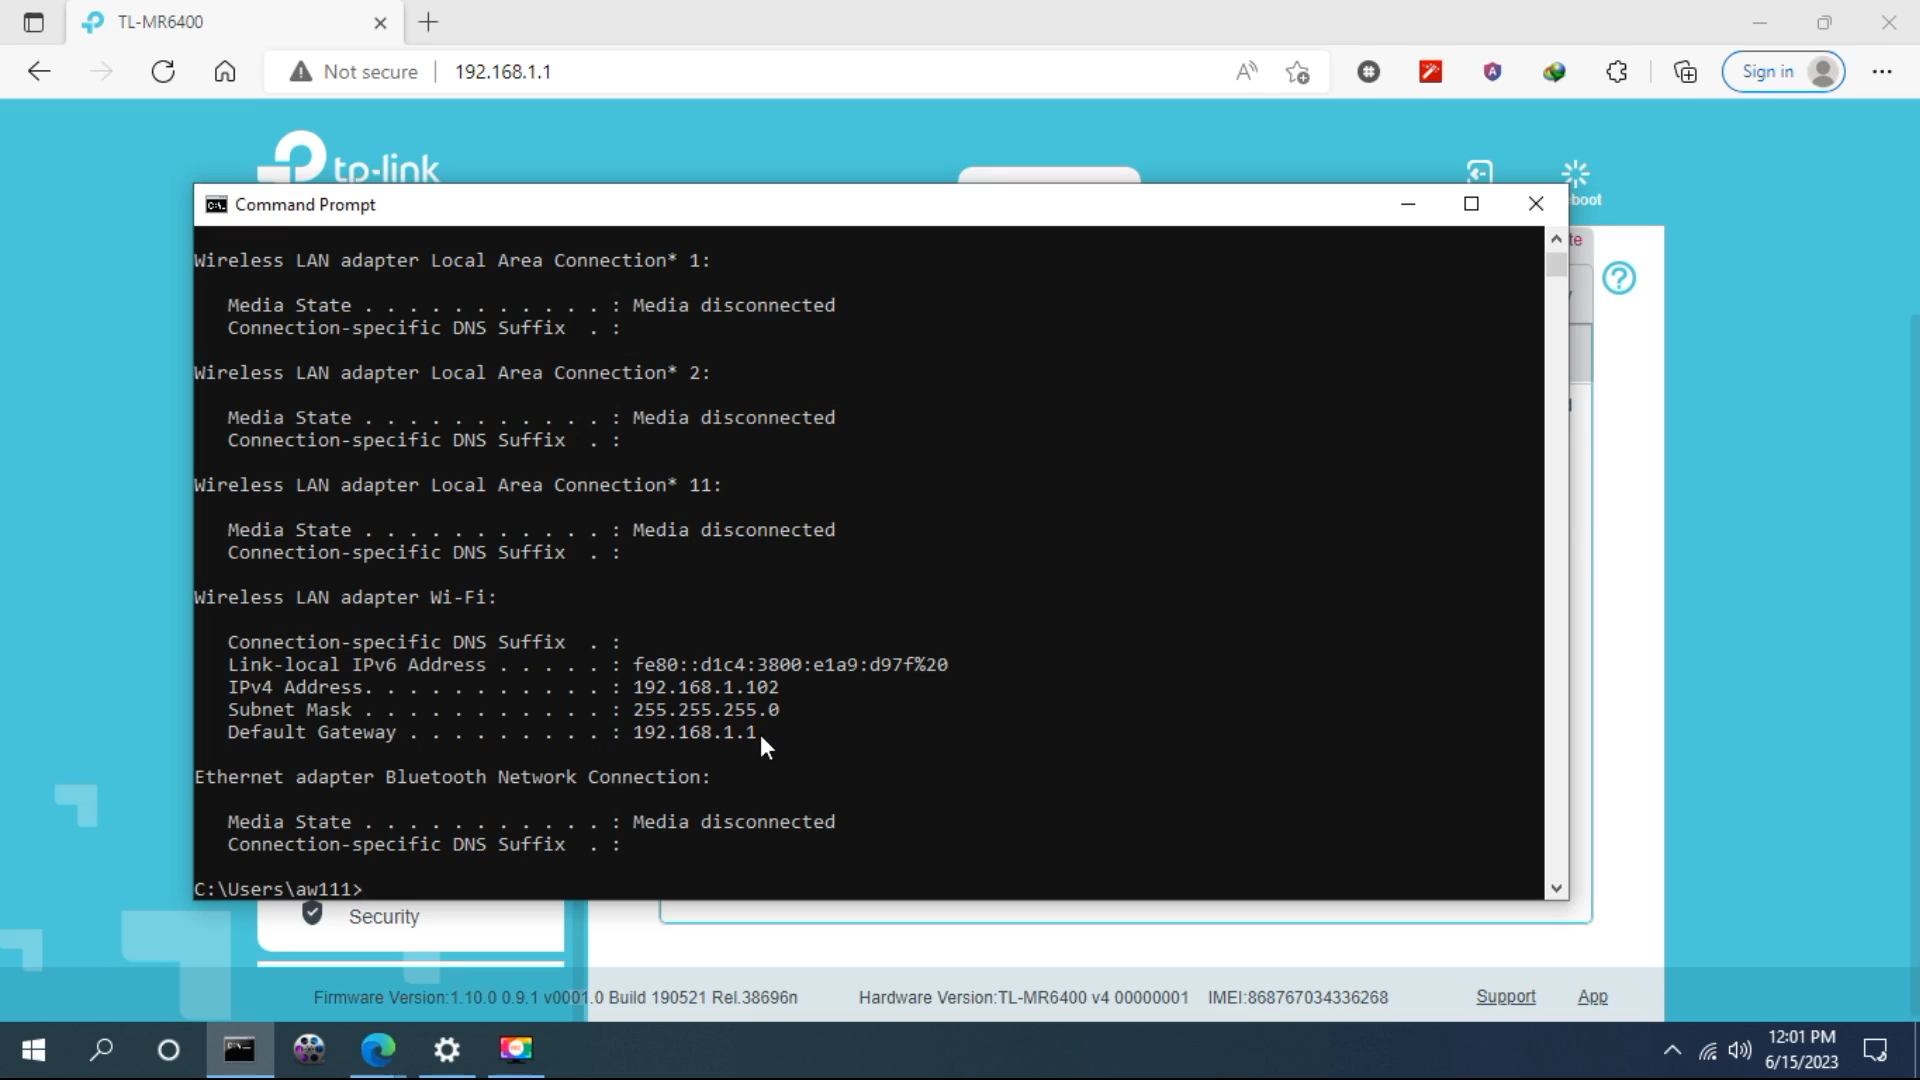 TL-MR6400
Not secure
192.168.1.1
Sign in
tp-link
Command Prompt
Wireless LAN adapter Local Area Connection* 1:
Media State . . . . . . . . . . . : Media disconnected
Connection-specific DNS Suffix  . :
Wireless LAN adapter Local Area Connection* 2:
Media State . . . . . . . . . . . : Media disconnected
Connection-specific DNS Suffix  . :
Wireless LAN adapter Local Area Connection* 11:
Media State . . . . . . . . . . . : Media disconnected
Connection-specific DNS Suffix  . :
Wireless LAN adapter Wi-Fi:
Connection-specific DNS Suffix  . :
Link-local IPv6 Address . . . . . : fe80::d1c4:3800:e1a9:d97f%20
IPv4 Address. . . . . . . . . . . : 192.168.1.102
Subnet Mask . . . . . . . . . . . : 255.255.255.0
Default Gateway . . . . . . . . . : 192.168.1.1
Ethernet adapter Bluetooth Network Connection:
Media State . . . . . . . . . . . : Media disconnected
Connection-specific DNS Suffix  . :
C:\Users\aw111>
Security
Firmware Version:1.10.0 0.9.1 v0001.0 Build 190521 Rel.38696n
Hardware Version:TL-MR6400 v4 00000001
IMEI:868767034336268
Support
App
12:01 PM
6/15/2023